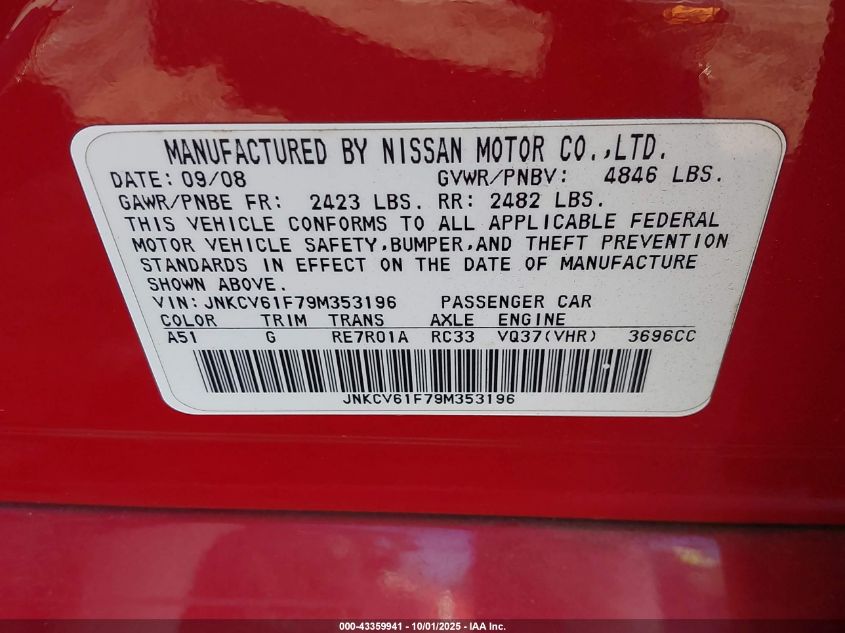 MANUFACTURED BY NISSAN MOTOR CO.,LTD.
DATE: 09/08 GVWR/PNBV: 4846 LBS.
GAWR/PNBE FR: 2423 LBS. RR: 2482 LBS.
THIS VEHICLE CONFORMS TO ALL APPLICABLE FEDERAL
MOTOR VEHICLE SAFETY,BUMPER,AND THEFT PREVENTION
STANDARDS IN EFFECT ON THE DATE OF MANUFACTURE
SHOWN ABOVE.
VIN: JNKCV61F79M353196 PASSENGER CAR
COLOR TRIM TRANS AXLE ENGINE
A51 G RE7R01A RC33 VQ37(VHR) 3696CC
JNKCV61F79M353196
000-43359941 - 10/01/2025 - IAA Inc.